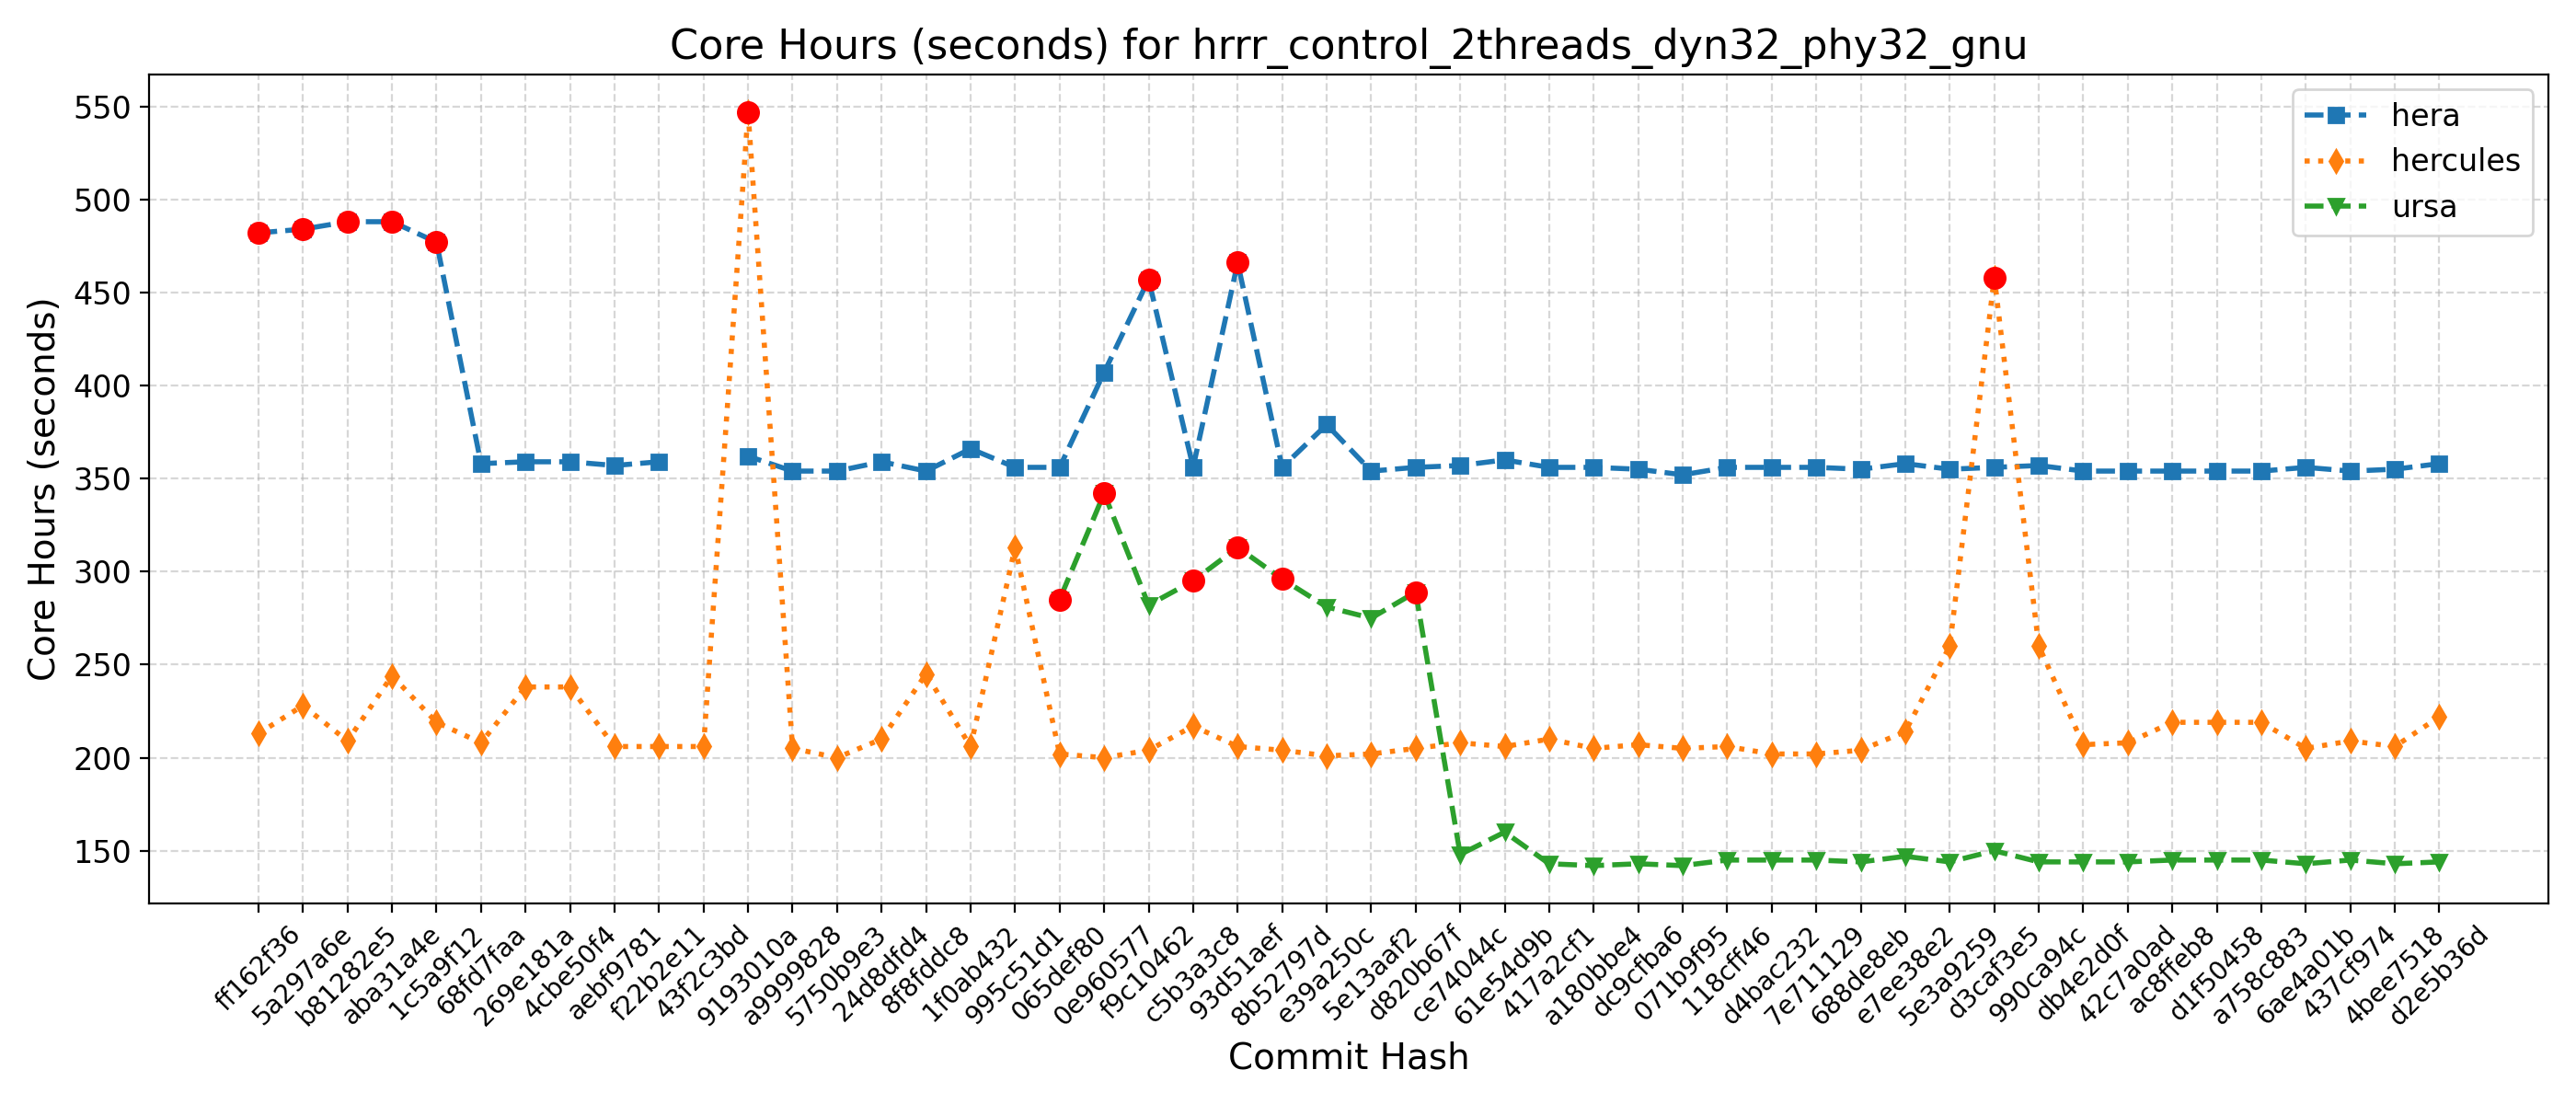 Core Hours (seconds) for hrrr_control_2threads_dyn32_phy32_gnu
Core Hours (seconds)
550
500
450
400
350
300
250
200
150
hera
hercules
ursa
ff162f36
5a297a6e
b81282e5
aba31a4e
1c5a9f12
68fd7faa
269e181a
4cbe50f4
aebf9781
f22b2e11
43f2c3bd
9193010a
a9999828
5750b9e3
24d8dfd4
8f8fddc8
1f0ab432
995c51d1
065def80
0e960577
f9c10462
c5b3a3c8
93d51aef
8b52797d
e39a250c
5e13aaf2
d820b67f
ce74044c
61e54d9b
417a2cf1
a180bbe4
dc9cfba6
071b9f95
118cff46
d4bac232
7e711129
688de8eb
e7ee38e2
5e3a9259
d3caf3e5
990ca94c
db4e2d0f
42c7a0ad
ac8ffeb8
d1f50458
a758c883
6ae4a01b
437cf974
4bee7518
d2e5b36d
Commit Hash